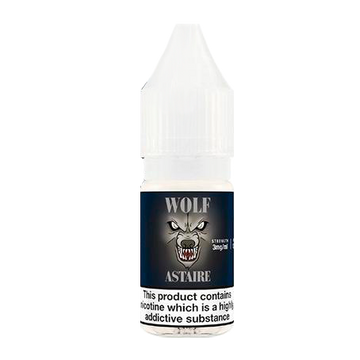 WOLF
STRENGTH
3mg/ml
ASTAIRE
This product contains
nicotine which is a highly
addictive substance